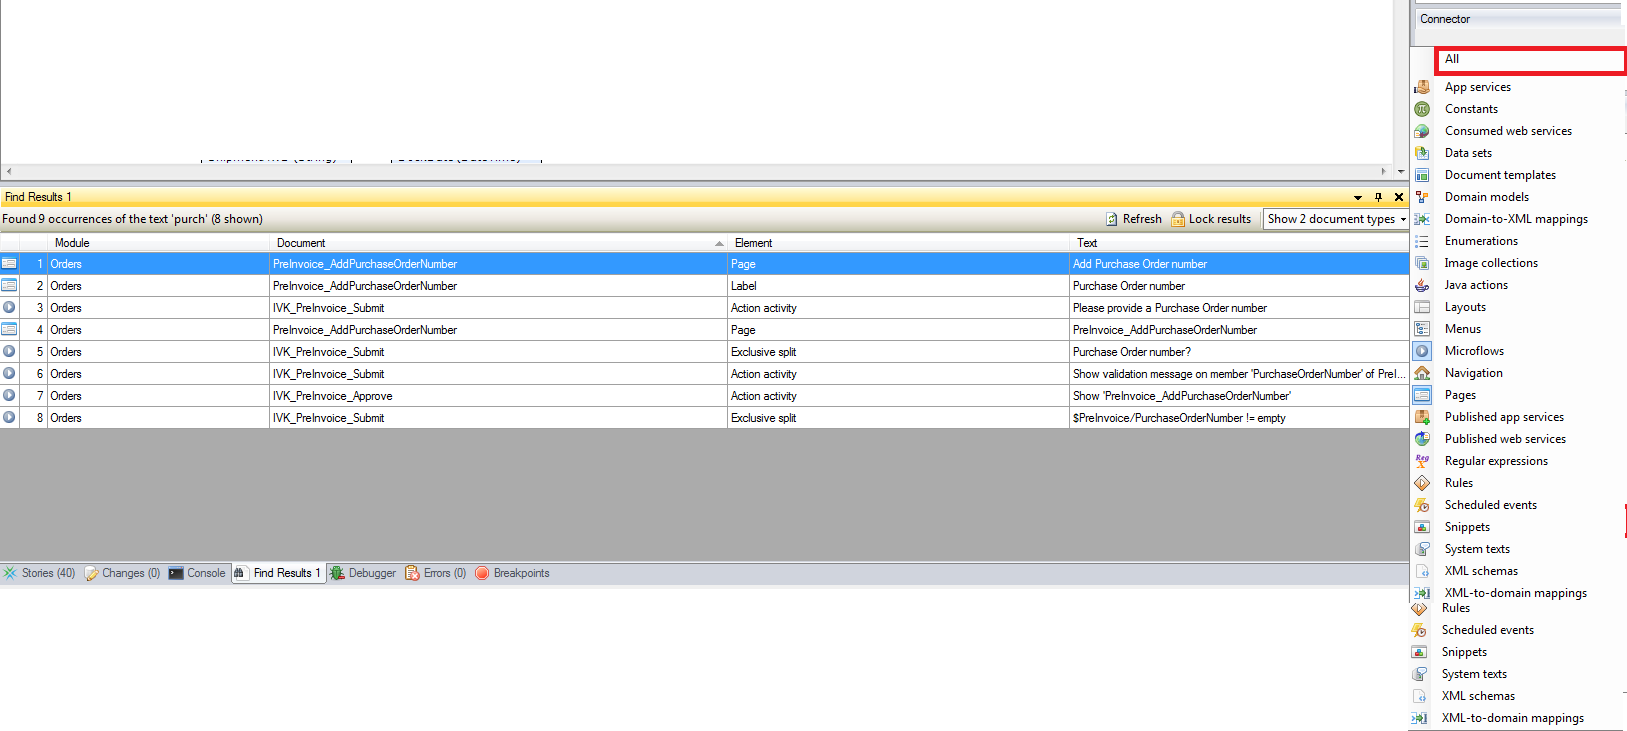 Connector
All
App services
Constants
Consumed web services
Data sets
Document templates
Domain models
Domain-to-XML mappings
Enumerations
Image collections
Java actions
Layouts
Menus
Microflows
Navigation
Pages
Published app services
Published web services
Regular expressions
Rules
Scheduled events
Snippets
System texts
XML schemas
XML-to-domain mappings
Rules
Scheduled events
Snippets
System texts
XML schemas
XML-to-domain mappings
Find Results 1
Found 9 occurrences of the text 'purch' (8 shown) Refresh Lock results Show 2 document types
Module Document Element Text
1 Orders PreInvoice_AddPurchaseOrderNumber Page Add Purchase Order number
2 Orders PreInvoice_AddPurchaseOrderNumber Label Purchase Order number
3 Orders IVK_PreInvoice_Submit Action activity Please provide a Purchase Order number
4 Orders PreInvoice_AddPurchaseOrderNumber Page PreInvoice_AddPurchaseOrderNumber
5 Orders IVK_PreInvoice_Submit Exclusive split Purchase Order number?
6 Orders IVK_PreInvoice_Submit Action activity Show validation message on member 'PurchaseOrderNumber' of PreI...
7 Orders IVK_PreInvoice_Approve Action activity Show 'PreInvoice_AddPurchaseOrderNumber'
8 Orders IVK_PreInvoice_Submit Exclusive split $PreInvoice/PurchaseOrderNumber != empty
Stories (40) Changes (0) Console Find Results 1 Debugger Errors (0) Breakpoints